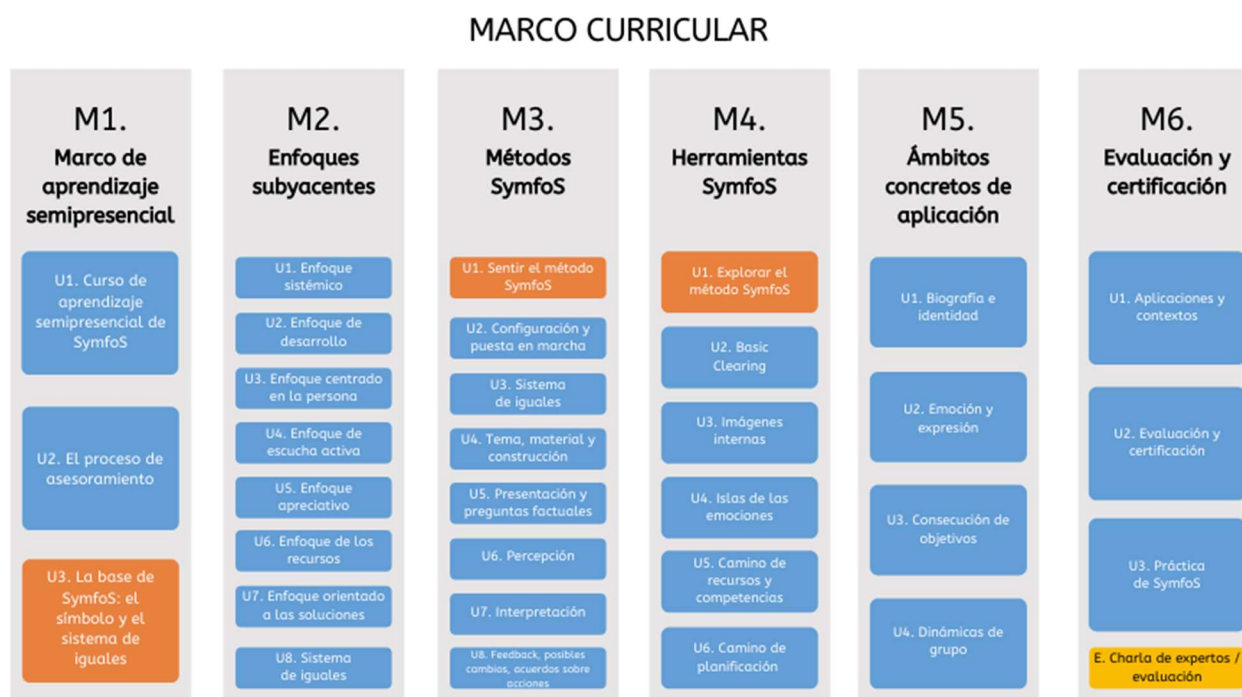 MARCO CURRICULAR
M1.
Marco de
aprendizaje
semipresencial
U1. Curso de
aprendizaje
semipresencial de
SymfoS
U2. El proceso de
asesoramiento
U3. La base de
SymfoS: el
símbolo y el
sistema de
iguales
M2.
Enfoques
subyacentes
U1. Enfoque
sistémico
U2. Enfoque de
desarrollo
U3. Enfoque centrado
en la persona
U4. Enfoque de
escucha activa
U5. Enfoque
apreciativo
U6. Enfoque de los
recursos
U7. Enfoque orientado
a las soluciones
U8. Sistema
de iguales
M3.
Métodos
SymfoS
U1. Sentir el método
SymfoS
U2. Configuración y
puesta en marcha
U3. Sistema
de iguales
U4. Tema, material y
construcción
U5. Presentación y
preguntas factuales
U6. Percepción
U7. Interpretación
U8. Feedback, posibles
cambios, acuerdos sobre
acciones
M4.
Herramientas
SymfoS
U1. Explorar el
método SymfoS
U2. Basic
Clearing
U3. Imágenes
internas
U4. Islas de las
emociones
U5. Camino de
recursos y
competencias
U6. Camino de
planificación
M5.
Ámbitos
concretos de
aplicación
U1. Biografía e
identidad
U2. Emoción y
expresión
U3. Consecución de
objetivos
U4. Dinámicas de
grupo
M6.
Evaluación y
certificación
U1. Aplicaciones y
contextos
U2. Evaluación y
certificación
U3. Práctica
de SymfoS
E. Charla de expertos /
evaluación